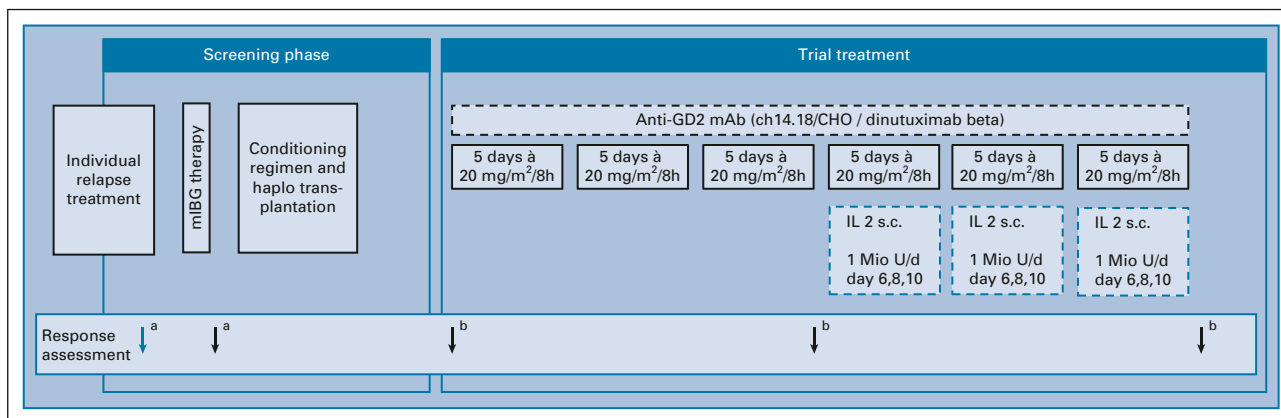 Screening phase
Trial treatment
Individual
relapse
treatment
mIBG therapy
Conditioning
regimen and
haplo trans-
plantation
Anti-GD2 mAb (ch14.18/CHO / dinutuximab beta)
5 days à
20 mg/m²/8h
5 days à
20 mg/m²/8h
5 days à
20 mg/m²/8h
5 days à
20 mg/m²/8h
5 days à
20 mg/m²/8h
5 days à
20 mg/m²/8h
IL 2 s.c.
1 Mio U/d
day 6,8,10
IL 2 s.c.
1 Mio U/d
day 6,8,10
IL 2 s.c.
1 Mio U/d
day 6,8,10
Response
assessment
a
a
b
b
b